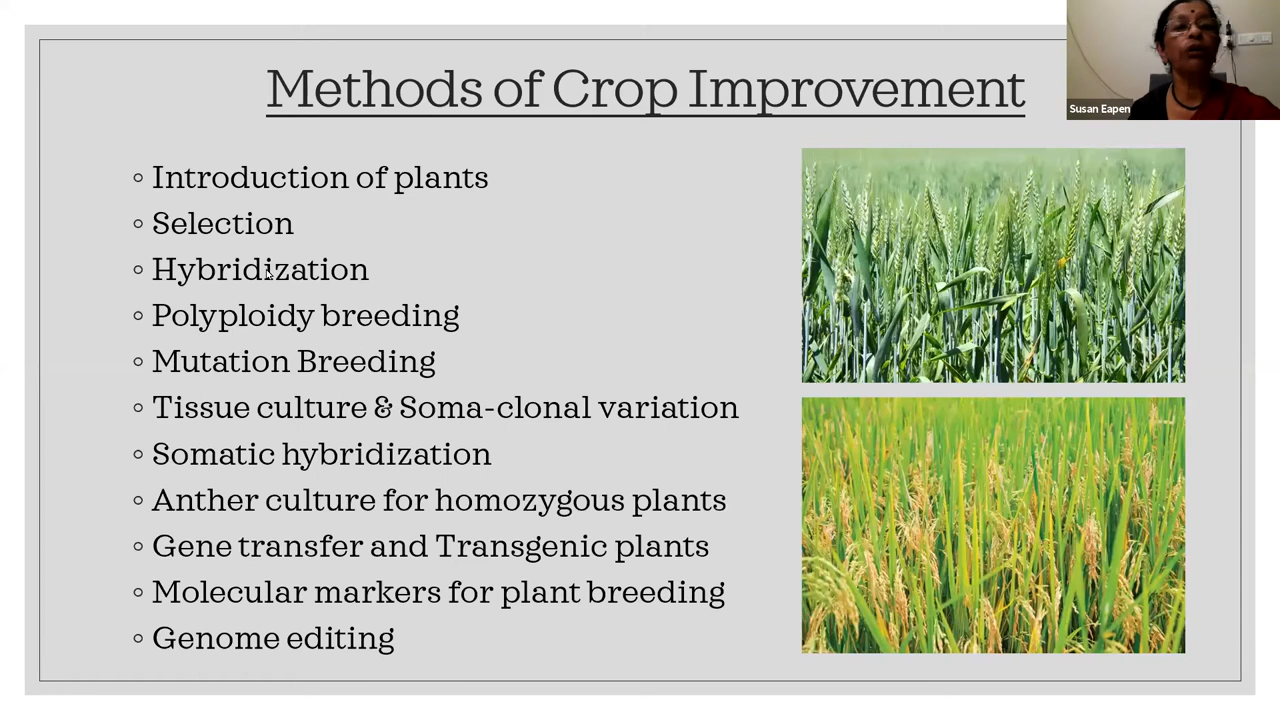 Methods of Crop Improvement
Susan Eapen
◦ Introduction of plants
◦ Selection
◦ Hybridization
◦ Polyploidy breeding
◦ Mutation Breeding
◦ Tissue culture & Soma-clonal variation
◦ Somatic hybridization
◦ Anther culture for homozygous plants
◦ Gene transfer and Transgenic plants
◦ Molecular markers for plant breeding
◦ Genome editing